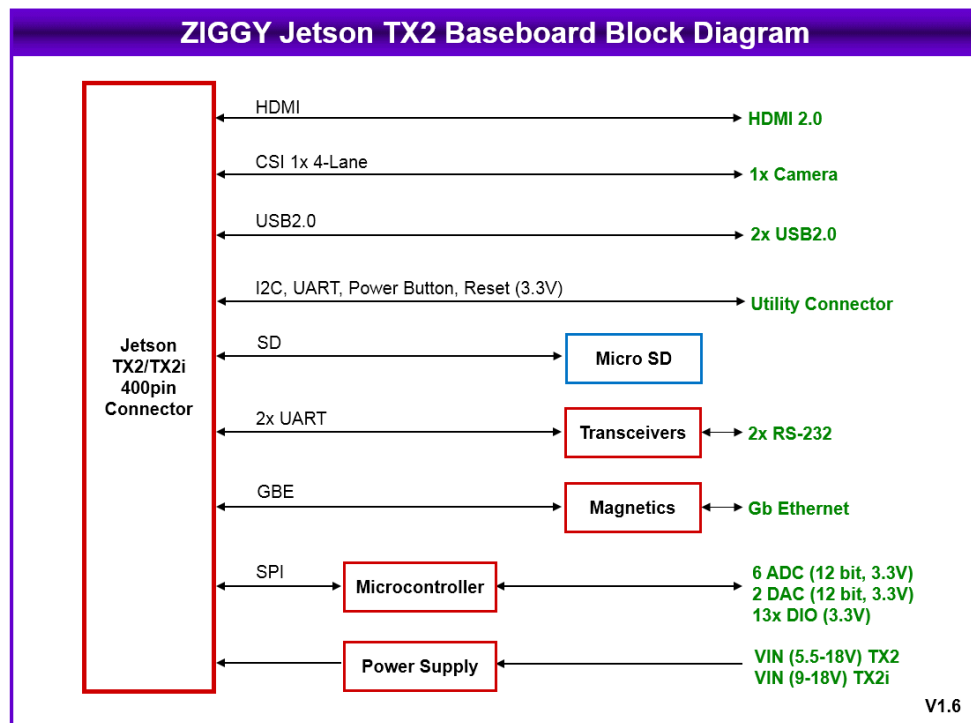 ZIGGY Jetson TX2 Baseboard Block Diagram
HDMI
HDMI 2.0
CSI 1x 4-Lane
1x Camera
USB2.0
2x USB2.0
I2C, UART, Power Button, Reset (3.3V)
Utility Connector
Jetson
TX2/TX2i
400pin
Connector
SD
Micro SD
2x UART
Transceivers
2x RS-232
GBE
Magnetics
Gb Ethernet
SPI
Microcontroller
6 ADC (12 bit, 3.3V)
2 DAC (12 bit, 3.3V)
13x DIO (3.3V)
Power Supply
VIN (5.5-18V) TX2
VIN (9-18V) TX2i
V1.6